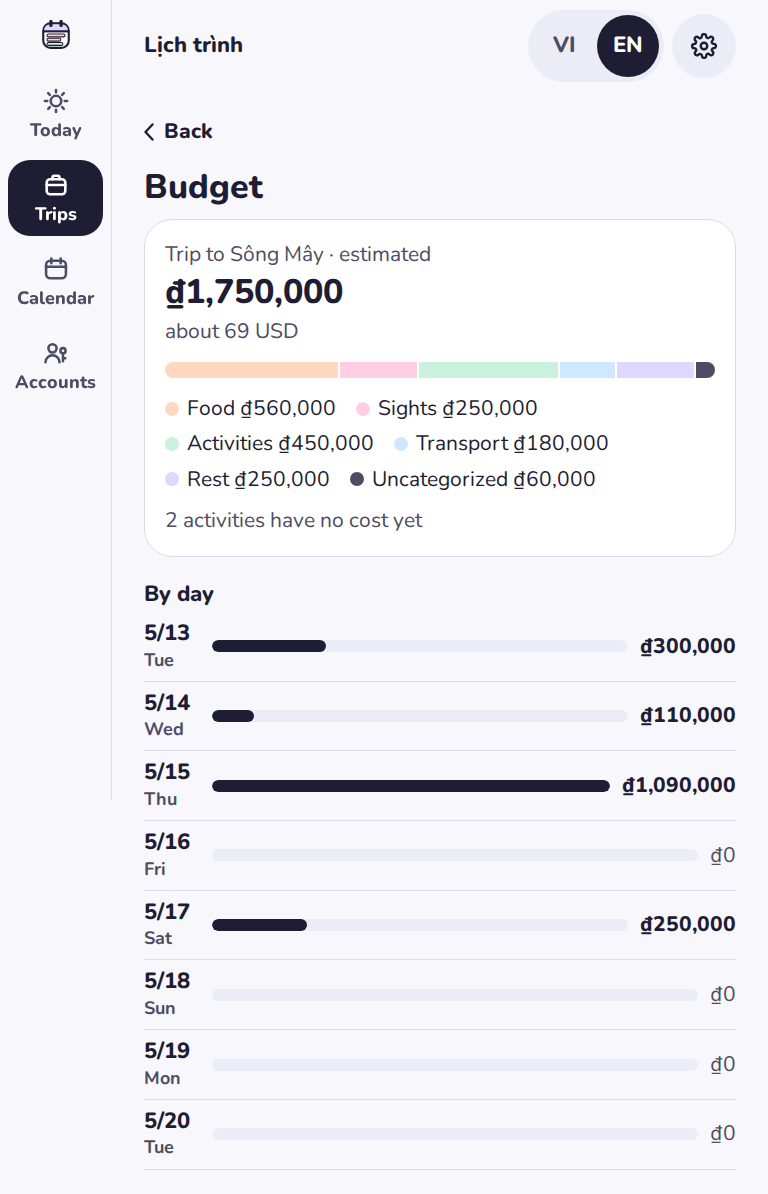 Lịch trình
VI EN
Today
Trips
Calendar
Accounts
Back
Budget
Trip to Sông Mây · estimated
₫1,750,000
about 69 USD
Food ₫560,000 Sights ₫250,000
Activities ₫450,000 Transport ₫180,000
Rest ₫250,000 Uncategorized ₫60,000
2 activities have no cost yet
By day
5/13
Tue
₫300,000
5/14
Wed
₫110,000
5/15
Thu
₫1,090,000
5/16
Fri
₫0
5/17
Sat
₫250,000
5/18
Sun
₫0
5/19
Mon
₫0
5/20
Tue
₫0